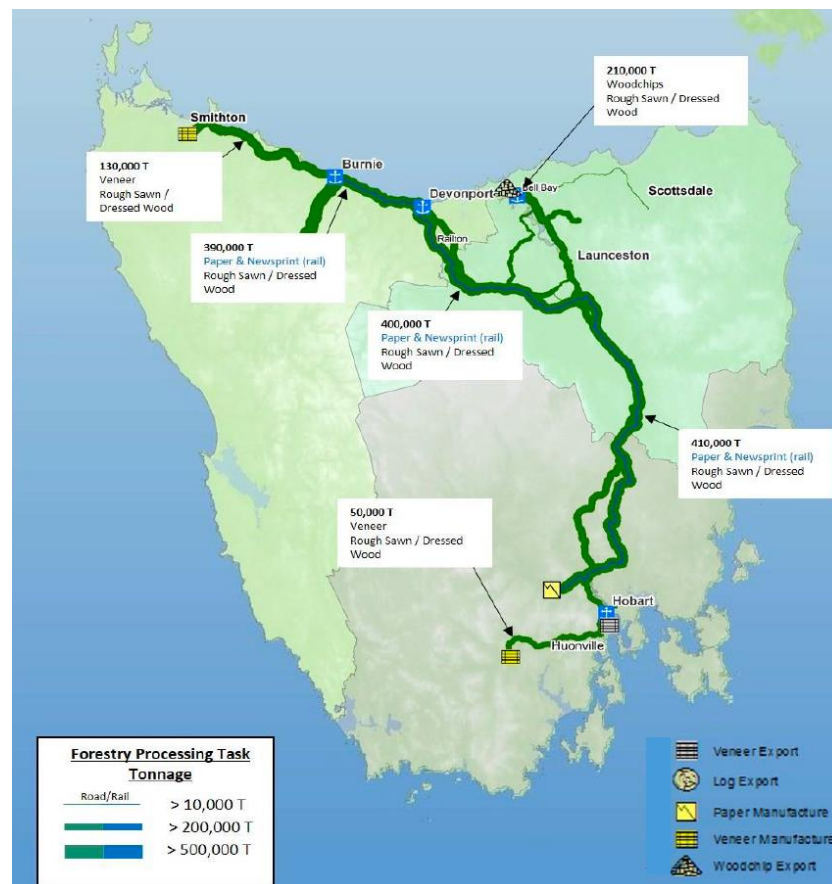 210,000 T
Woodchips
Rough Sawn / Dressed
Wood
Smithton
130,000 T
Veneer
Rough Sawn /
Dressed Wood
Burnie
Devonport
Bell Bay
Scottsdale
390,000 T
Paper & Newsprint (rail)
Rough Sawn / Dressed
Wood
Railton
Launceston
400,000 T
Paper & Newsprint (rail)
Rough Sawn / Dressed
Wood
410,000 T
Paper & Newsprint (rail)
Rough Sawn / Dressed
Wood
50,000 T
Veneer
Rough Sawn / Dressed
Wood
Hobart
Huonville
Forestry Processing Task
Tonnage
Road/Rail
> 10,000 T
> 200,000 T
> 500,000 T
Veneer Export
Log Export
Paper Manufacture
Veneer Manufacture
Woodchip Export